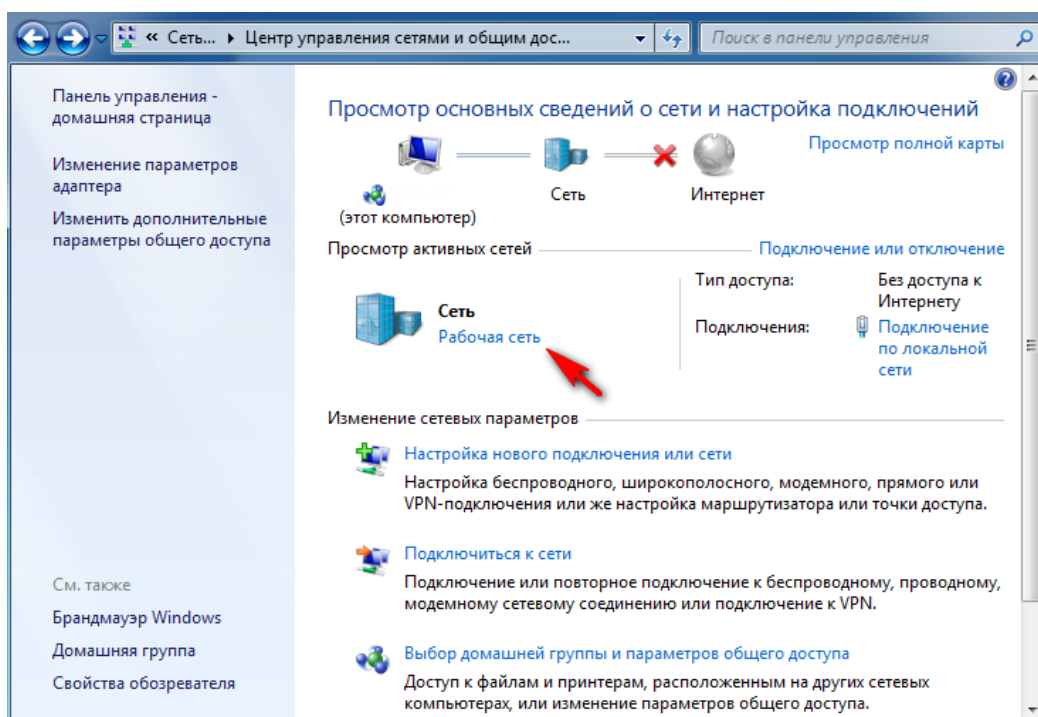 « Сеть... ▸ Центр управления сетями и общим дос...
Поиск в панели управления
Панель управления -
домашняя страница
Изменение параметров
адаптера
Изменить дополнительные
параметры общего доступа
См. также
Брандмауэр Windows
Домашняя группа
Свойства обозревателя
Просмотр основных сведений о сети и настройка подключений
Просмотр полной карты
(этот компьютер)
Сеть
Интернет
Просмотр активных сетей
Подключение или отключение
Сеть
Рабочая сеть
Тип доступа:
Без доступа к
Интернету
Подключения:
Подключение
по локальной
сети
Изменение сетевых параметров
Настройка нового подключения или сети
Настройка беспроводного, широкополосного, модемного, прямого или
VPN-подключения или же настройка маршрутизатора или точки доступа.
Подключиться к сети
Подключение или повторное подключение к беспроводному, проводному,
модемному сетевому соединению или подключение к VPN.
Выбор домашней группы и параметров общего доступа
Доступ к файлам и принтерам, расположенным на других сетевых
компьютерах, или изменение параметров общего доступа.